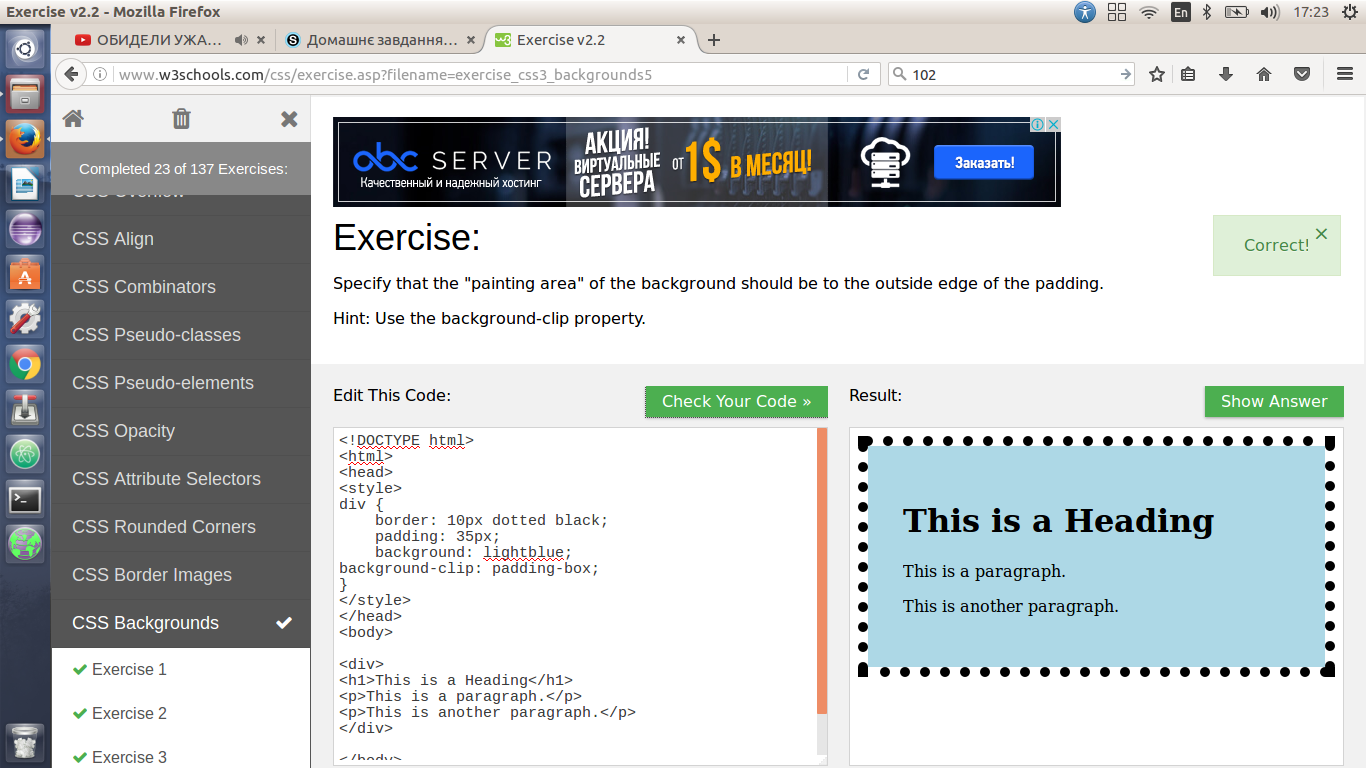 Exercise v2.2 - Mozilla Firefox
En
17:23
ОБИДЕЛИ УЖА…
Домашнє завдання…
w3 Exercise v2.2
www.w3schools.com/css/exercise.asp?filename=exercise_css3_backgrounds5
102
Completed 23 of 137 Exercises:
CSS Overflow
CSS Align
CSS Combinators
CSS Pseudo-classes
CSS Pseudo-elements
CSS Opacity
CSS Attribute Selectors
CSS Rounded Corners
CSS Border Images
CSS Backgrounds
Exercise 1
Exercise 2
Exercise 3
abc SERVER
Качественный и надежный хостинг
АКЦИЯ!
ВИРТУАЛЬНЫЕ
СЕРВЕРА
ОТ 1$ В МЕСЯЦ!
Заказать!
Exercise:
Correct!
Specify that the "painting area" of the background should be to the outside edge of the padding.
Hint: Use the background-clip property.
Edit This Code:
Check Your Code »
<!DOCTYPE html>
<html>
<head>
<style>
div {
    border: 10px dotted black;
    padding: 35px;
    background: lightblue;
background-clip: padding-box;
}
</style>
</head>
<body>
<div>
<h1>This is a Heading</h1>
<p>This is a paragraph.</p>
<p>This is another paragraph.</p>
</div>
</body>
Result:
Show Answer
This is a Heading
This is a paragraph.
This is another paragraph.